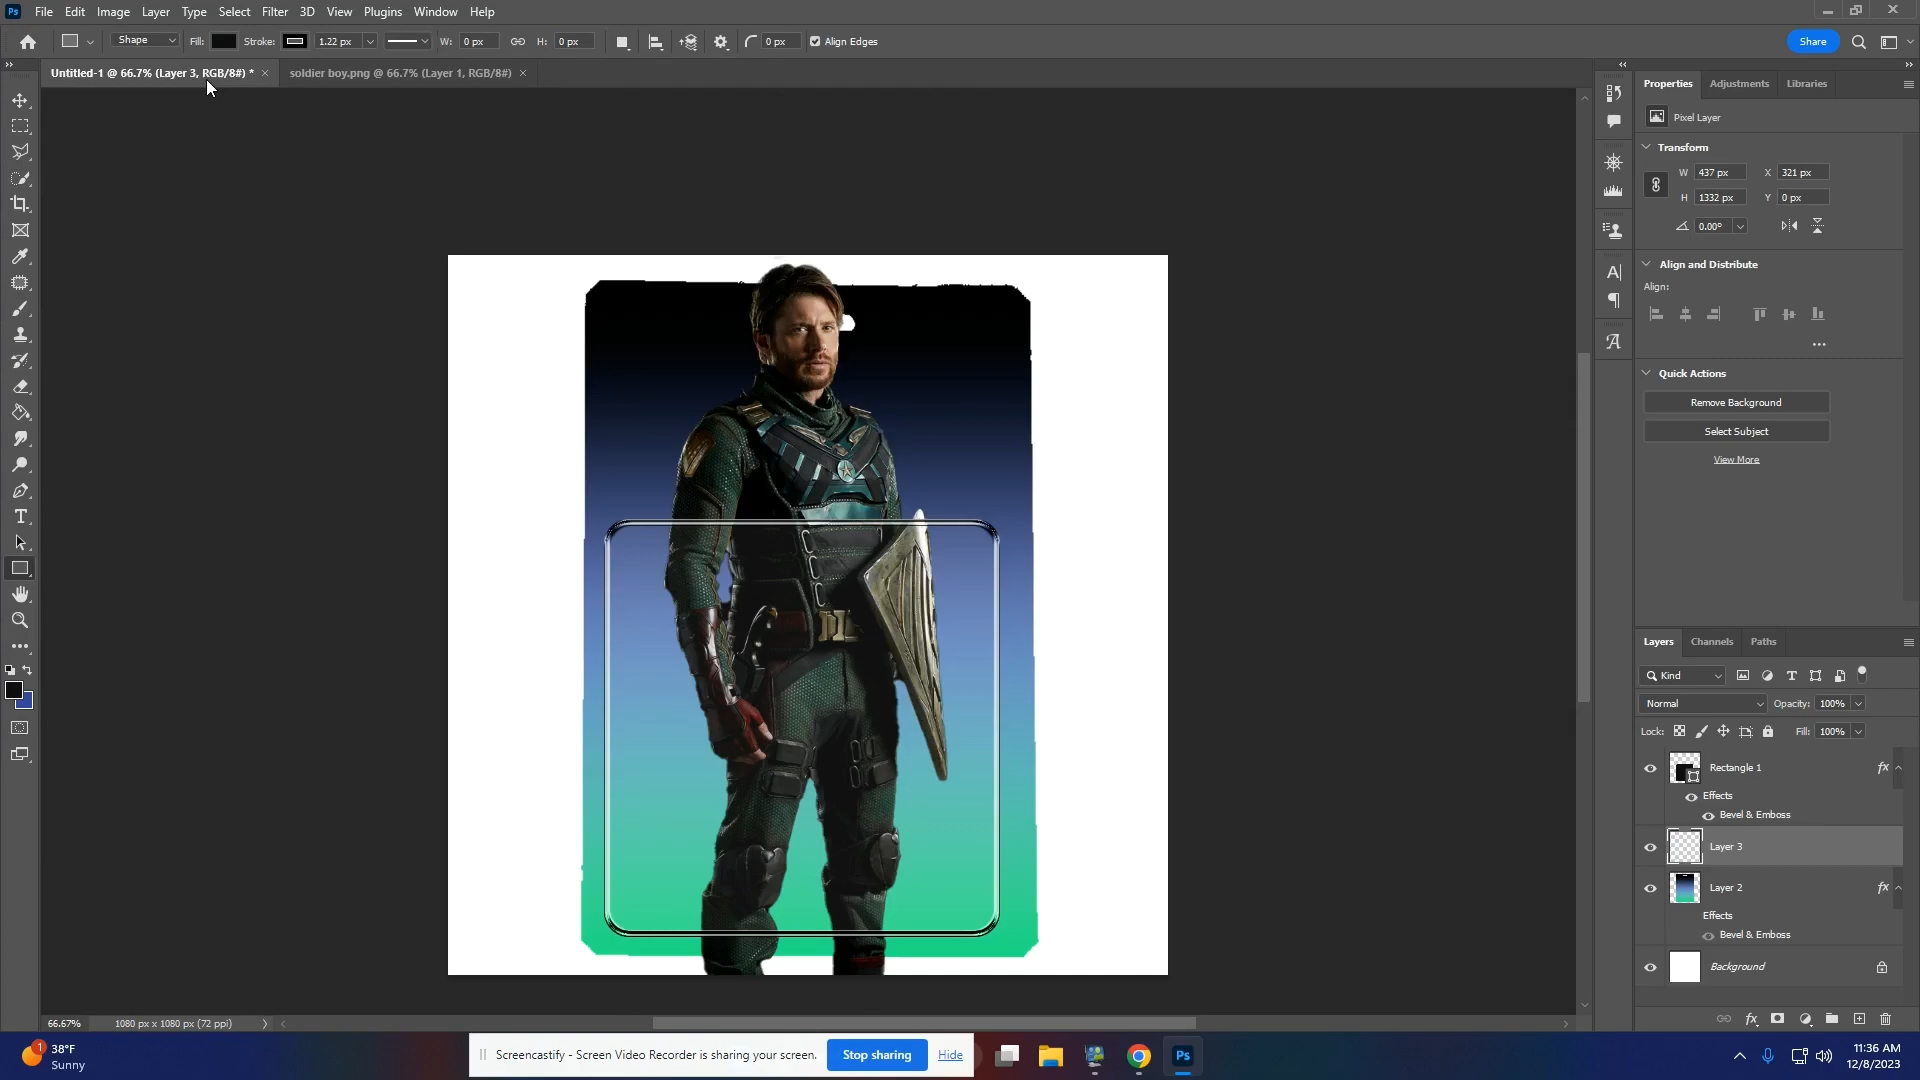 Ps File Edit Image Layer Type Select Filter 3D View Plugins Window Help
Shape Fill: Stroke: 1.22 px W: 0 px H: 0 px 0 px Align Edges Share
Untitled-1 @ 66.7% (Layer 3, RGB/8#) * × soldier boy.png @ 66.7% (Layer 1, RGB/8#) ×
Properties Adjustments Libraries
Pixel Layer
Transform
W 437 px X 321 px
H 1332 px Y 0 px
0.00°
Align and Distribute
Align:
Quick Actions
Remove Background
Select Subject
View More
Layers Channels Paths
Kind
Normal Opacity: 100%
Lock: Fill: 100%
Rectangle 1 fx
Effects
Bevel & Emboss
Layer 3
Layer 2 fx
Effects
Bevel & Emboss
Background
fx
66.67% 1080 px x 1080 px (72 ppi)
1
38°F
Sunny
Screencastify - Screen Video Recorder is sharing your screen. Stop sharing Hide
Ps
11:36 AM
12/8/2023